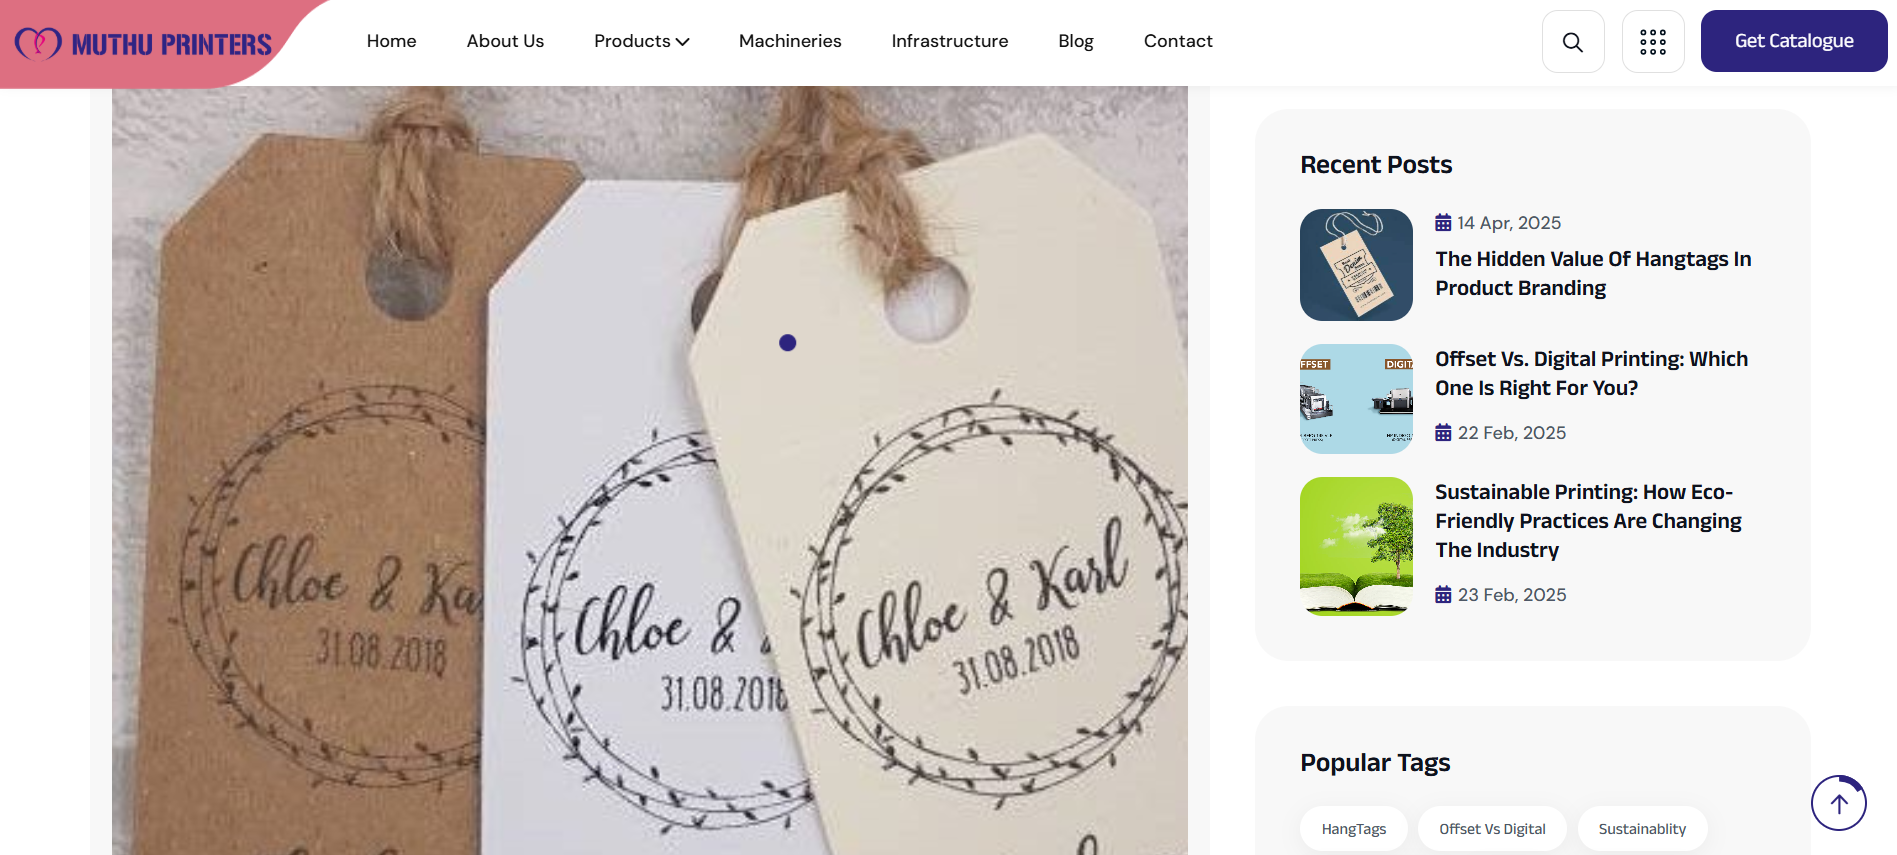 MUTHU PRINTERS
Home
About Us
Products
Machineries
Infrastructure
Blog
Contact
Get Catalogue
Chloe & Ka
31.08.2018
Chloe &
31.08.2018
Chloe & Karl
31.08.2018
Recent Posts
14 Apr, 2025
The Hidden Value Of Hangtags In
Product Branding
FFSET
DIGITA
Offset Vs. Digital Printing: Which
One Is Right For You?
22 Feb, 2025
Sustainable Printing: How Eco-
Friendly Practices Are Changing
The Industry
23 Feb, 2025
Popular Tags
HangTags
Offset Vs Digital
Sustainablity